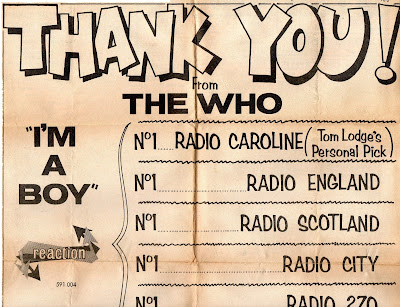 THANK YOU!
From
THE WHO
"I'M
A
BOY"
reaction
591 004
Nº1 RADIO CAROLINE (Tom Lodge's Personal Pick)
Nº1 RADIO ENGLAND
Nº1 RADIO SCOTLAND
Nº1 RADIO CITY
Nº1 RADIO 270